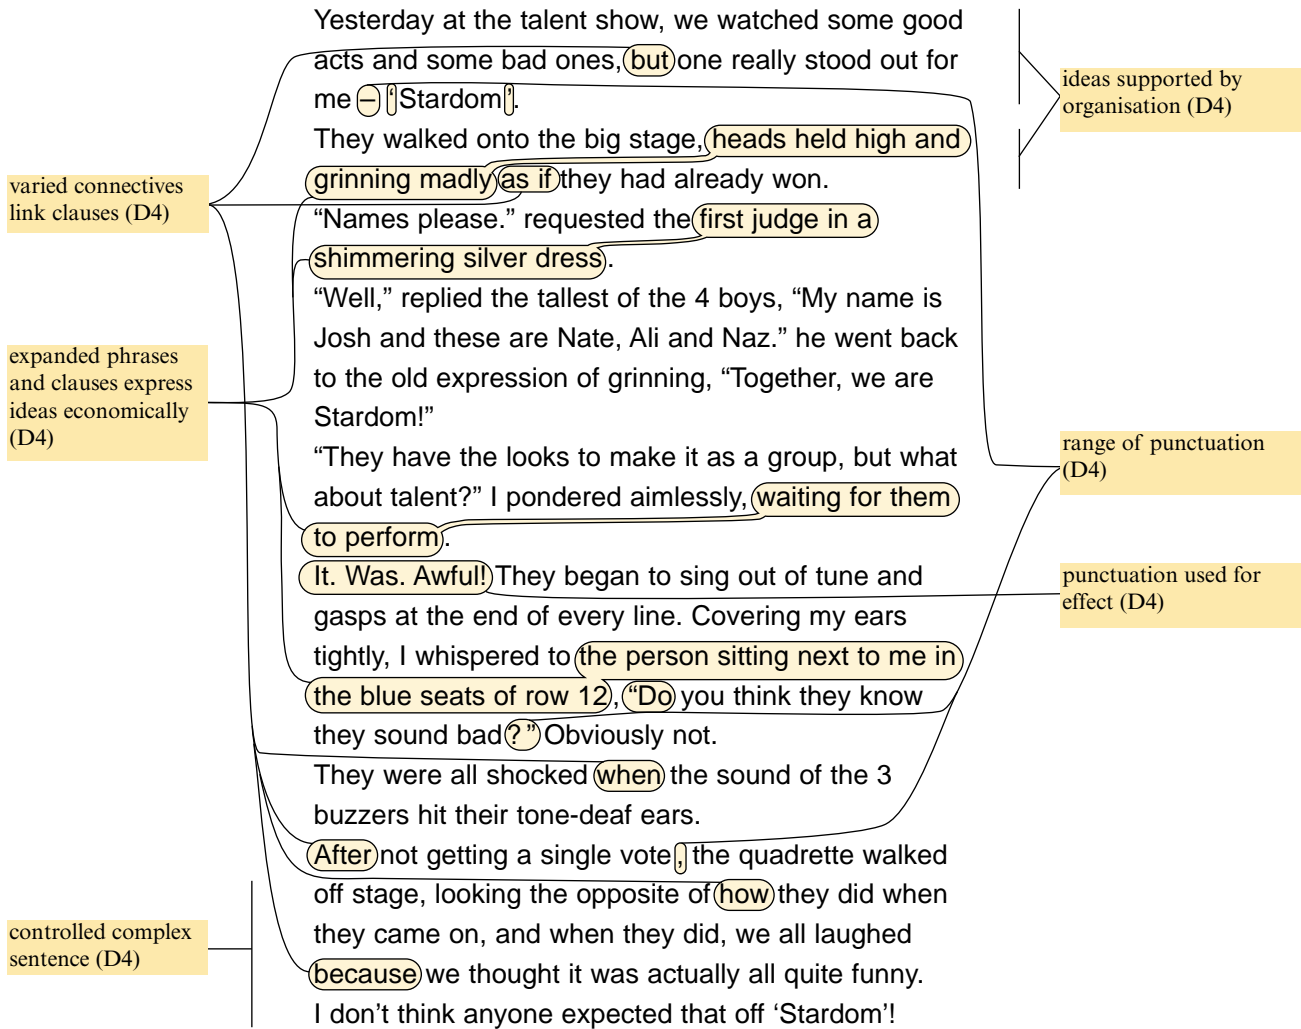 Yesterday at the talent show, we watched some good
acts and some bad ones, but one really stood out for
me – ‘Stardom’.
They walked onto the big stage, heads held high and
grinning madly as if they had already won.
“Names please.” requested the first judge in a
shimmering silver dress.
“Well,” replied the tallest of the 4 boys, “My name is
Josh and these are Nate, Ali and Naz.” he went back
to the old expression of grinning, “Together, we are
Stardom!”
“They have the looks to make it as a group, but what
about talent?” I pondered aimlessly, waiting for them
to perform.
It. Was. Awful! They began to sing out of tune and
gasps at the end of every line. Covering my ears
tightly, I whispered to the person sitting next to me in
the blue seats of row 12, “Do you think they know
they sound bad?” Obviously not.
They were all shocked when the sound of the 3
buzzers hit their tone-deaf ears.
After not getting a single vote, the quadrette walked
off stage, looking the opposite of how they did when
they came on, and when they did, we all laughed
because we thought it was actually all quite funny.
I don’t think anyone expected that off ‘Stardom’!
varied connectives
link clauses (D4)
expanded phrases
and clauses express
ideas economically
(D4)
controlled complex
sentence (D4)
ideas supported by
organisation (D4)
range of punctuation
(D4)
punctuation used for
effect (D4)